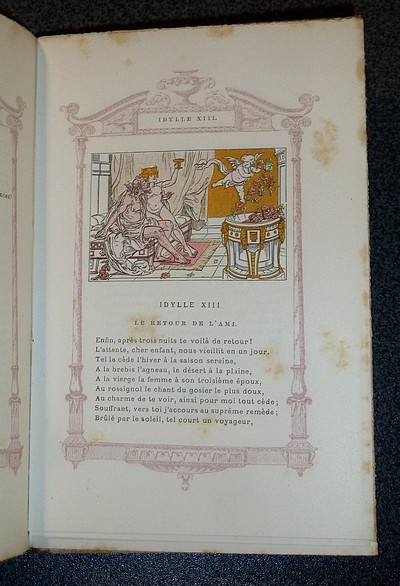 IDYLLE XIII.
IDYLLE XIII
LE RETOUR DE L'AMI.
Enfin, après trois nuits te voilà de retour!
L'attente, cher enfant, nous vieillit en un jour.
Tel le cède l'hiver à la saison sereine,
A la brebis l'agneau, le désert à la plaine,
A la vierge la femme à son troisième époux,
Au rossignol le chant du gosier le plus doux,
Au charme de te voir, ainsi pour moi tout cède;
Souffrant, vers toi j'accours au suprême remède;
Brûlé par le soleil, tel court un voyageur,